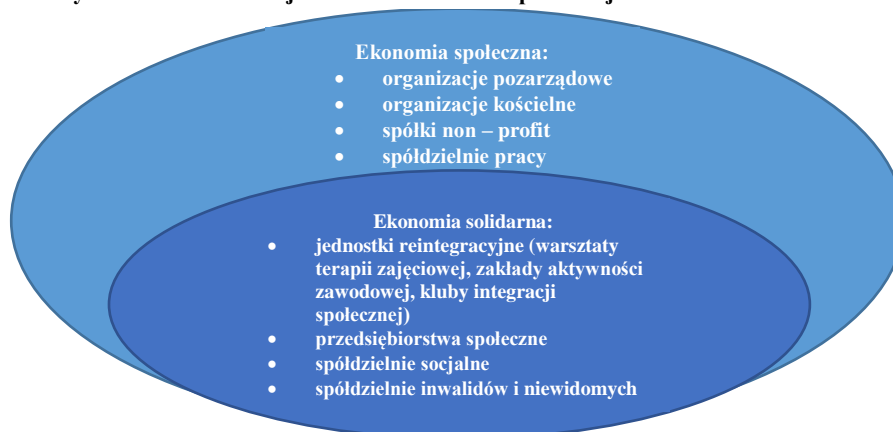 Ekonomia społeczna:
• organizacje pozarządowe
• organizacje kościelne
• spółki non – profit
• spółdzielnie pracy
Ekonomia solidarna:
• jednostki reintegracyjne (warsztaty
terapii zajęciowej, zakłady aktywności
zawodowej, kluby integracji
społecznej)
• przedsiębiorstwa społeczne
• spółdzielnie socjalne
• spółdzielnie inwalidów i niewidomych